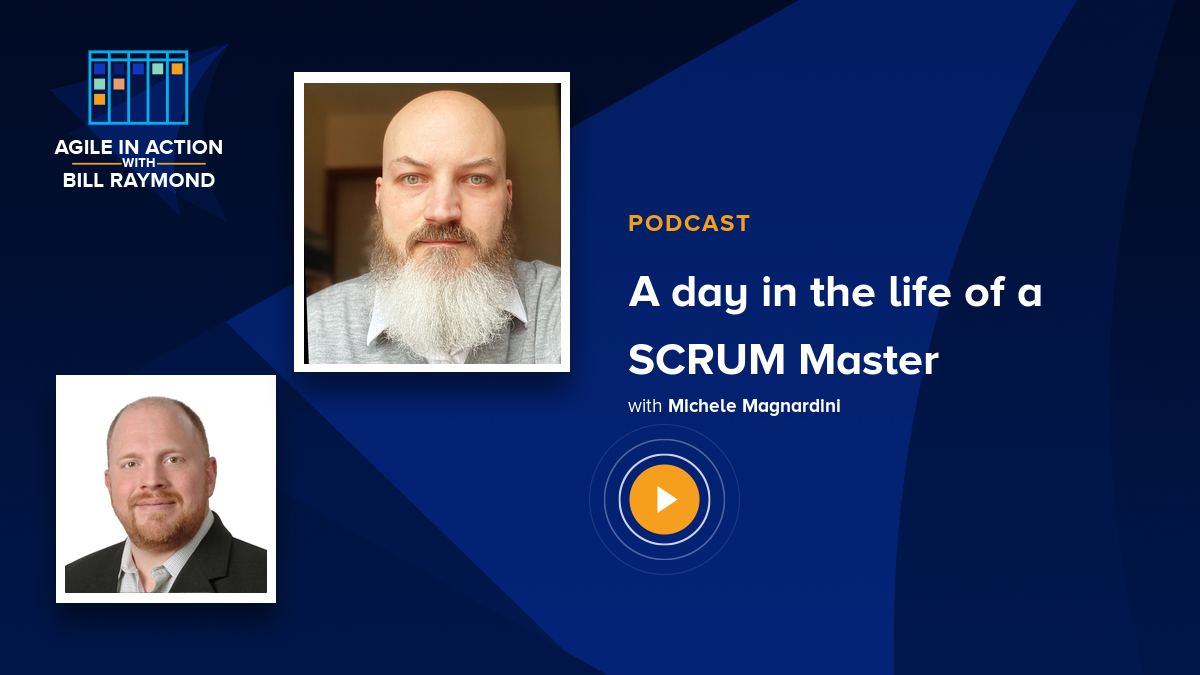 AGILE IN ACTION
WITH
BILL RAYMOND
PODCAST
A day in the life of a
SCRUM Master
with Michele Magnardini